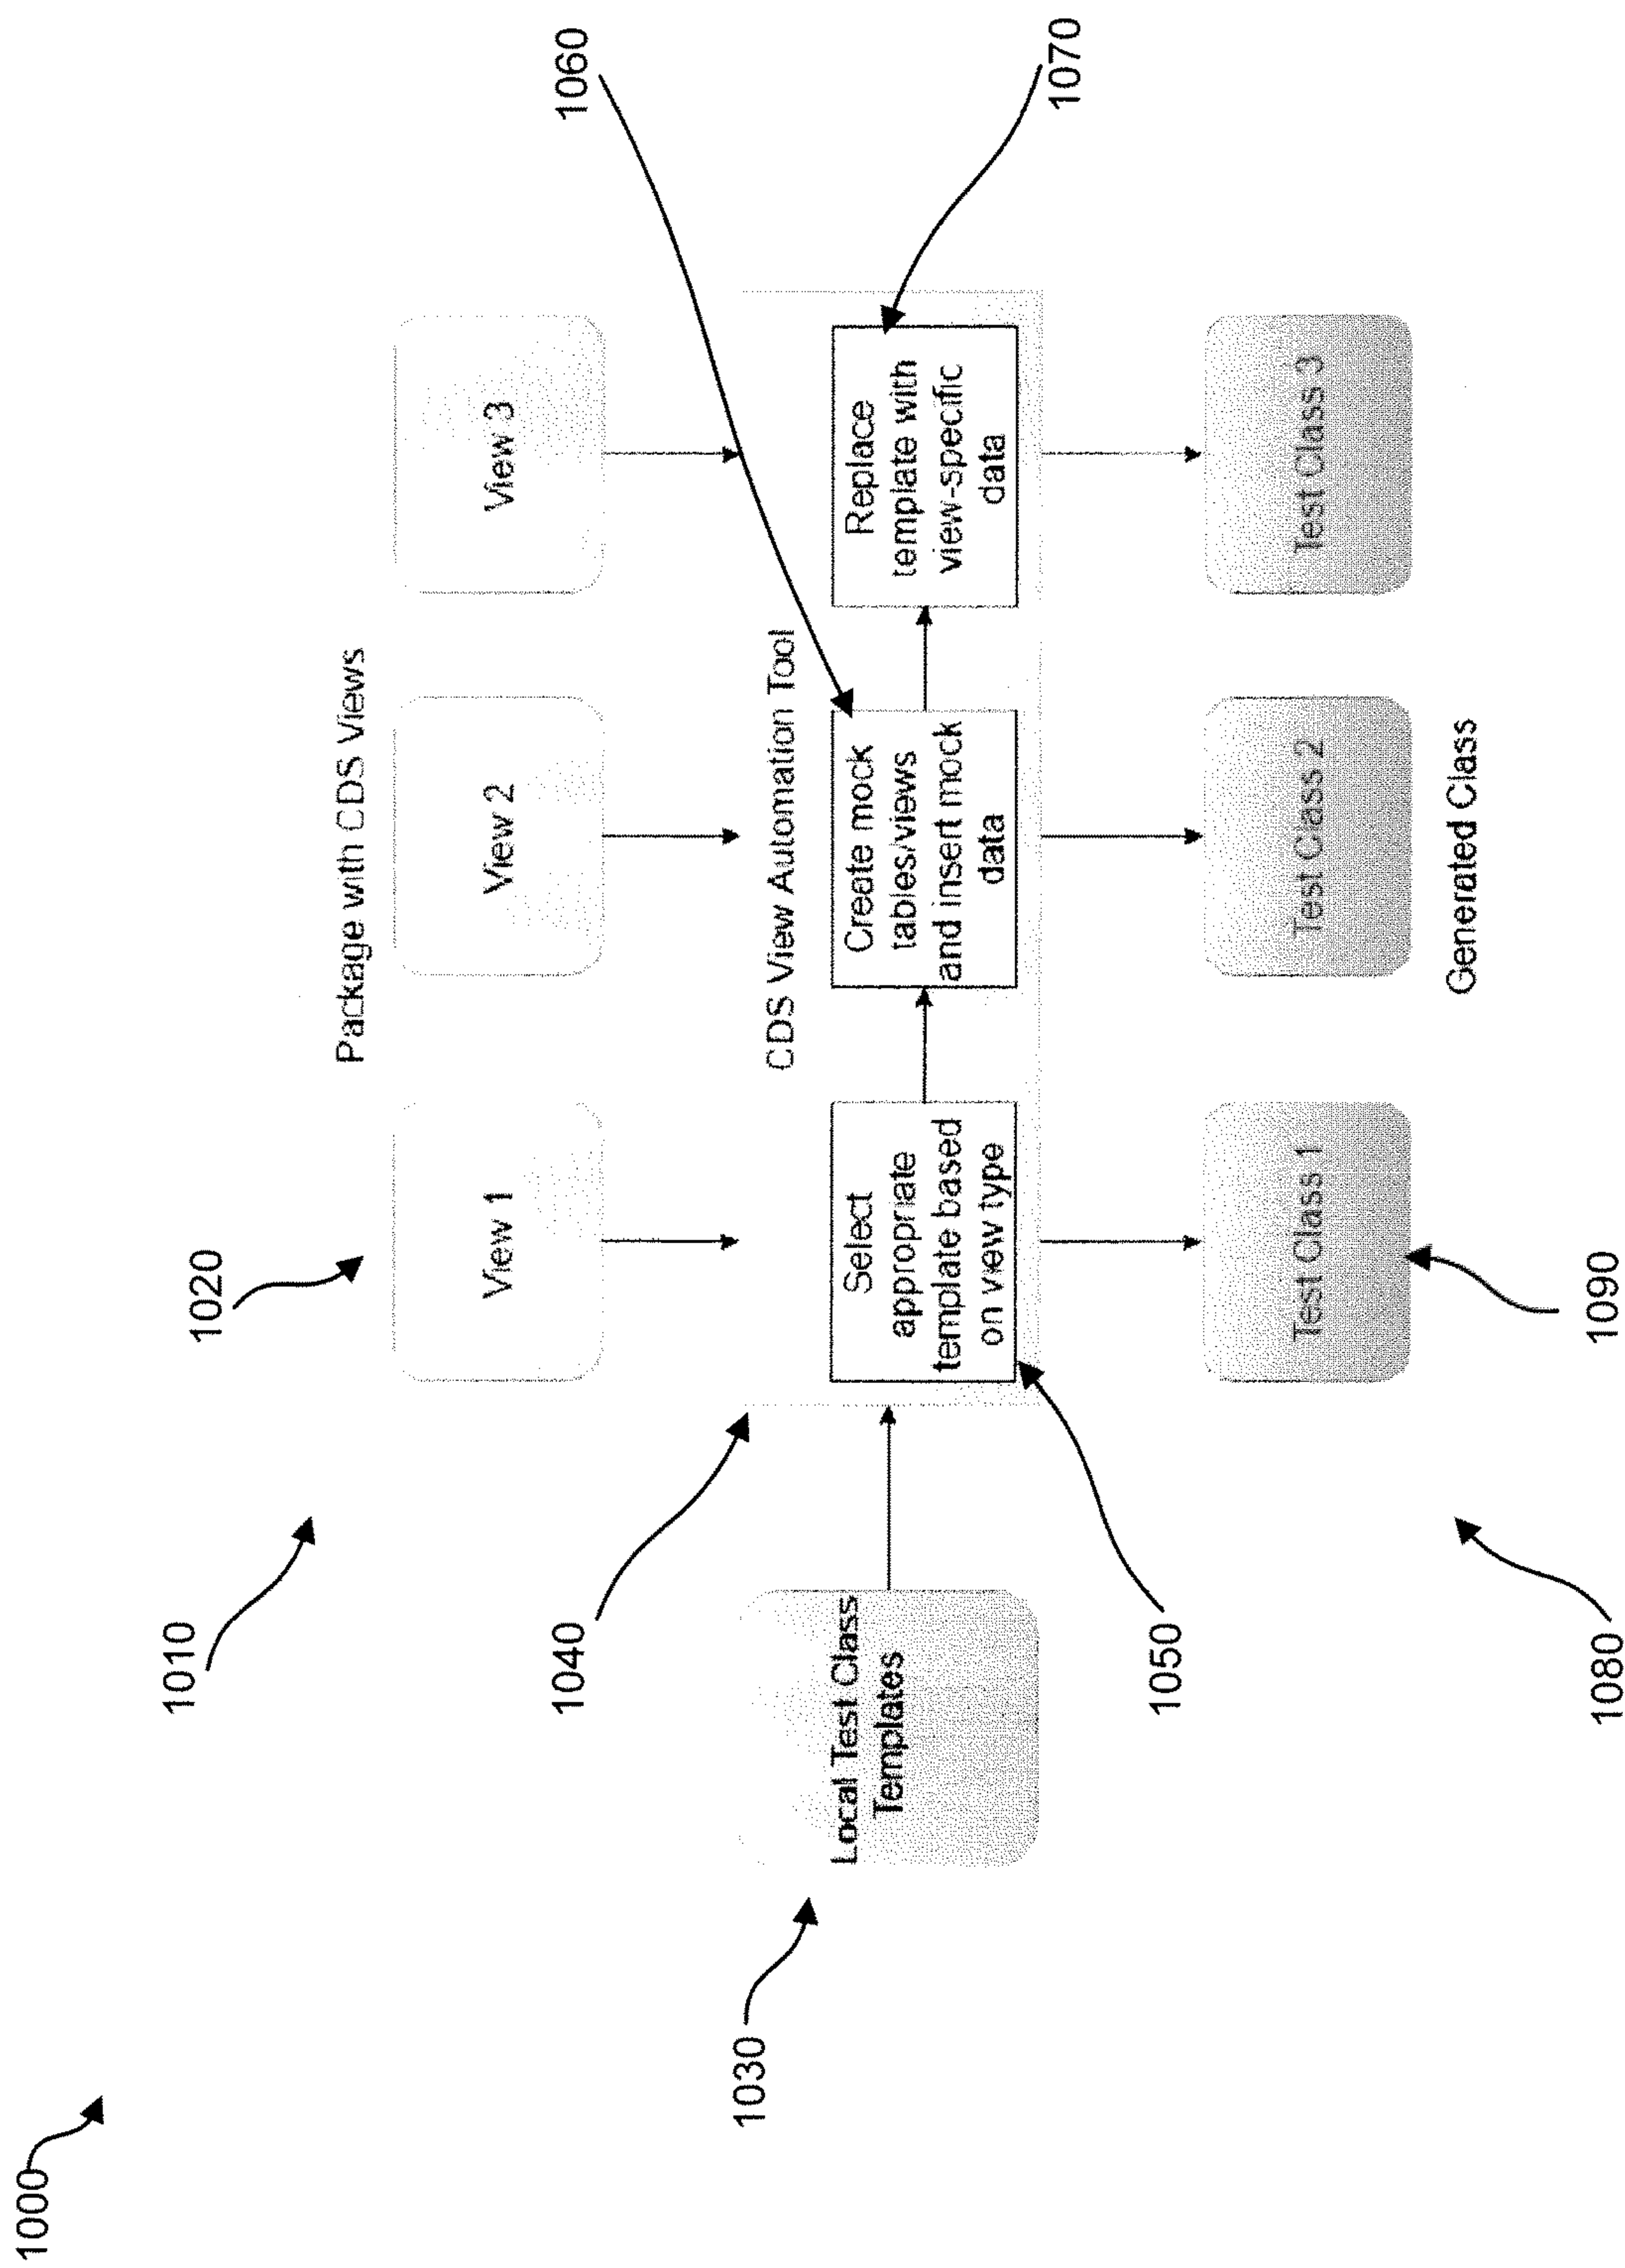 1000
1010
1020
Package with CDS Views
View 1
View 2
View 3
1060
1030
Local Test Class
Templates
1040
CDS View Automation Tool
Select
appropriate
template based
on view type
Create mock
tables/views
and insert mock
data
Replace
template with
view-specific
data
1050
1070
Test Class 1
Test Class 2
Test Class 3
Generated Class
1080
1090